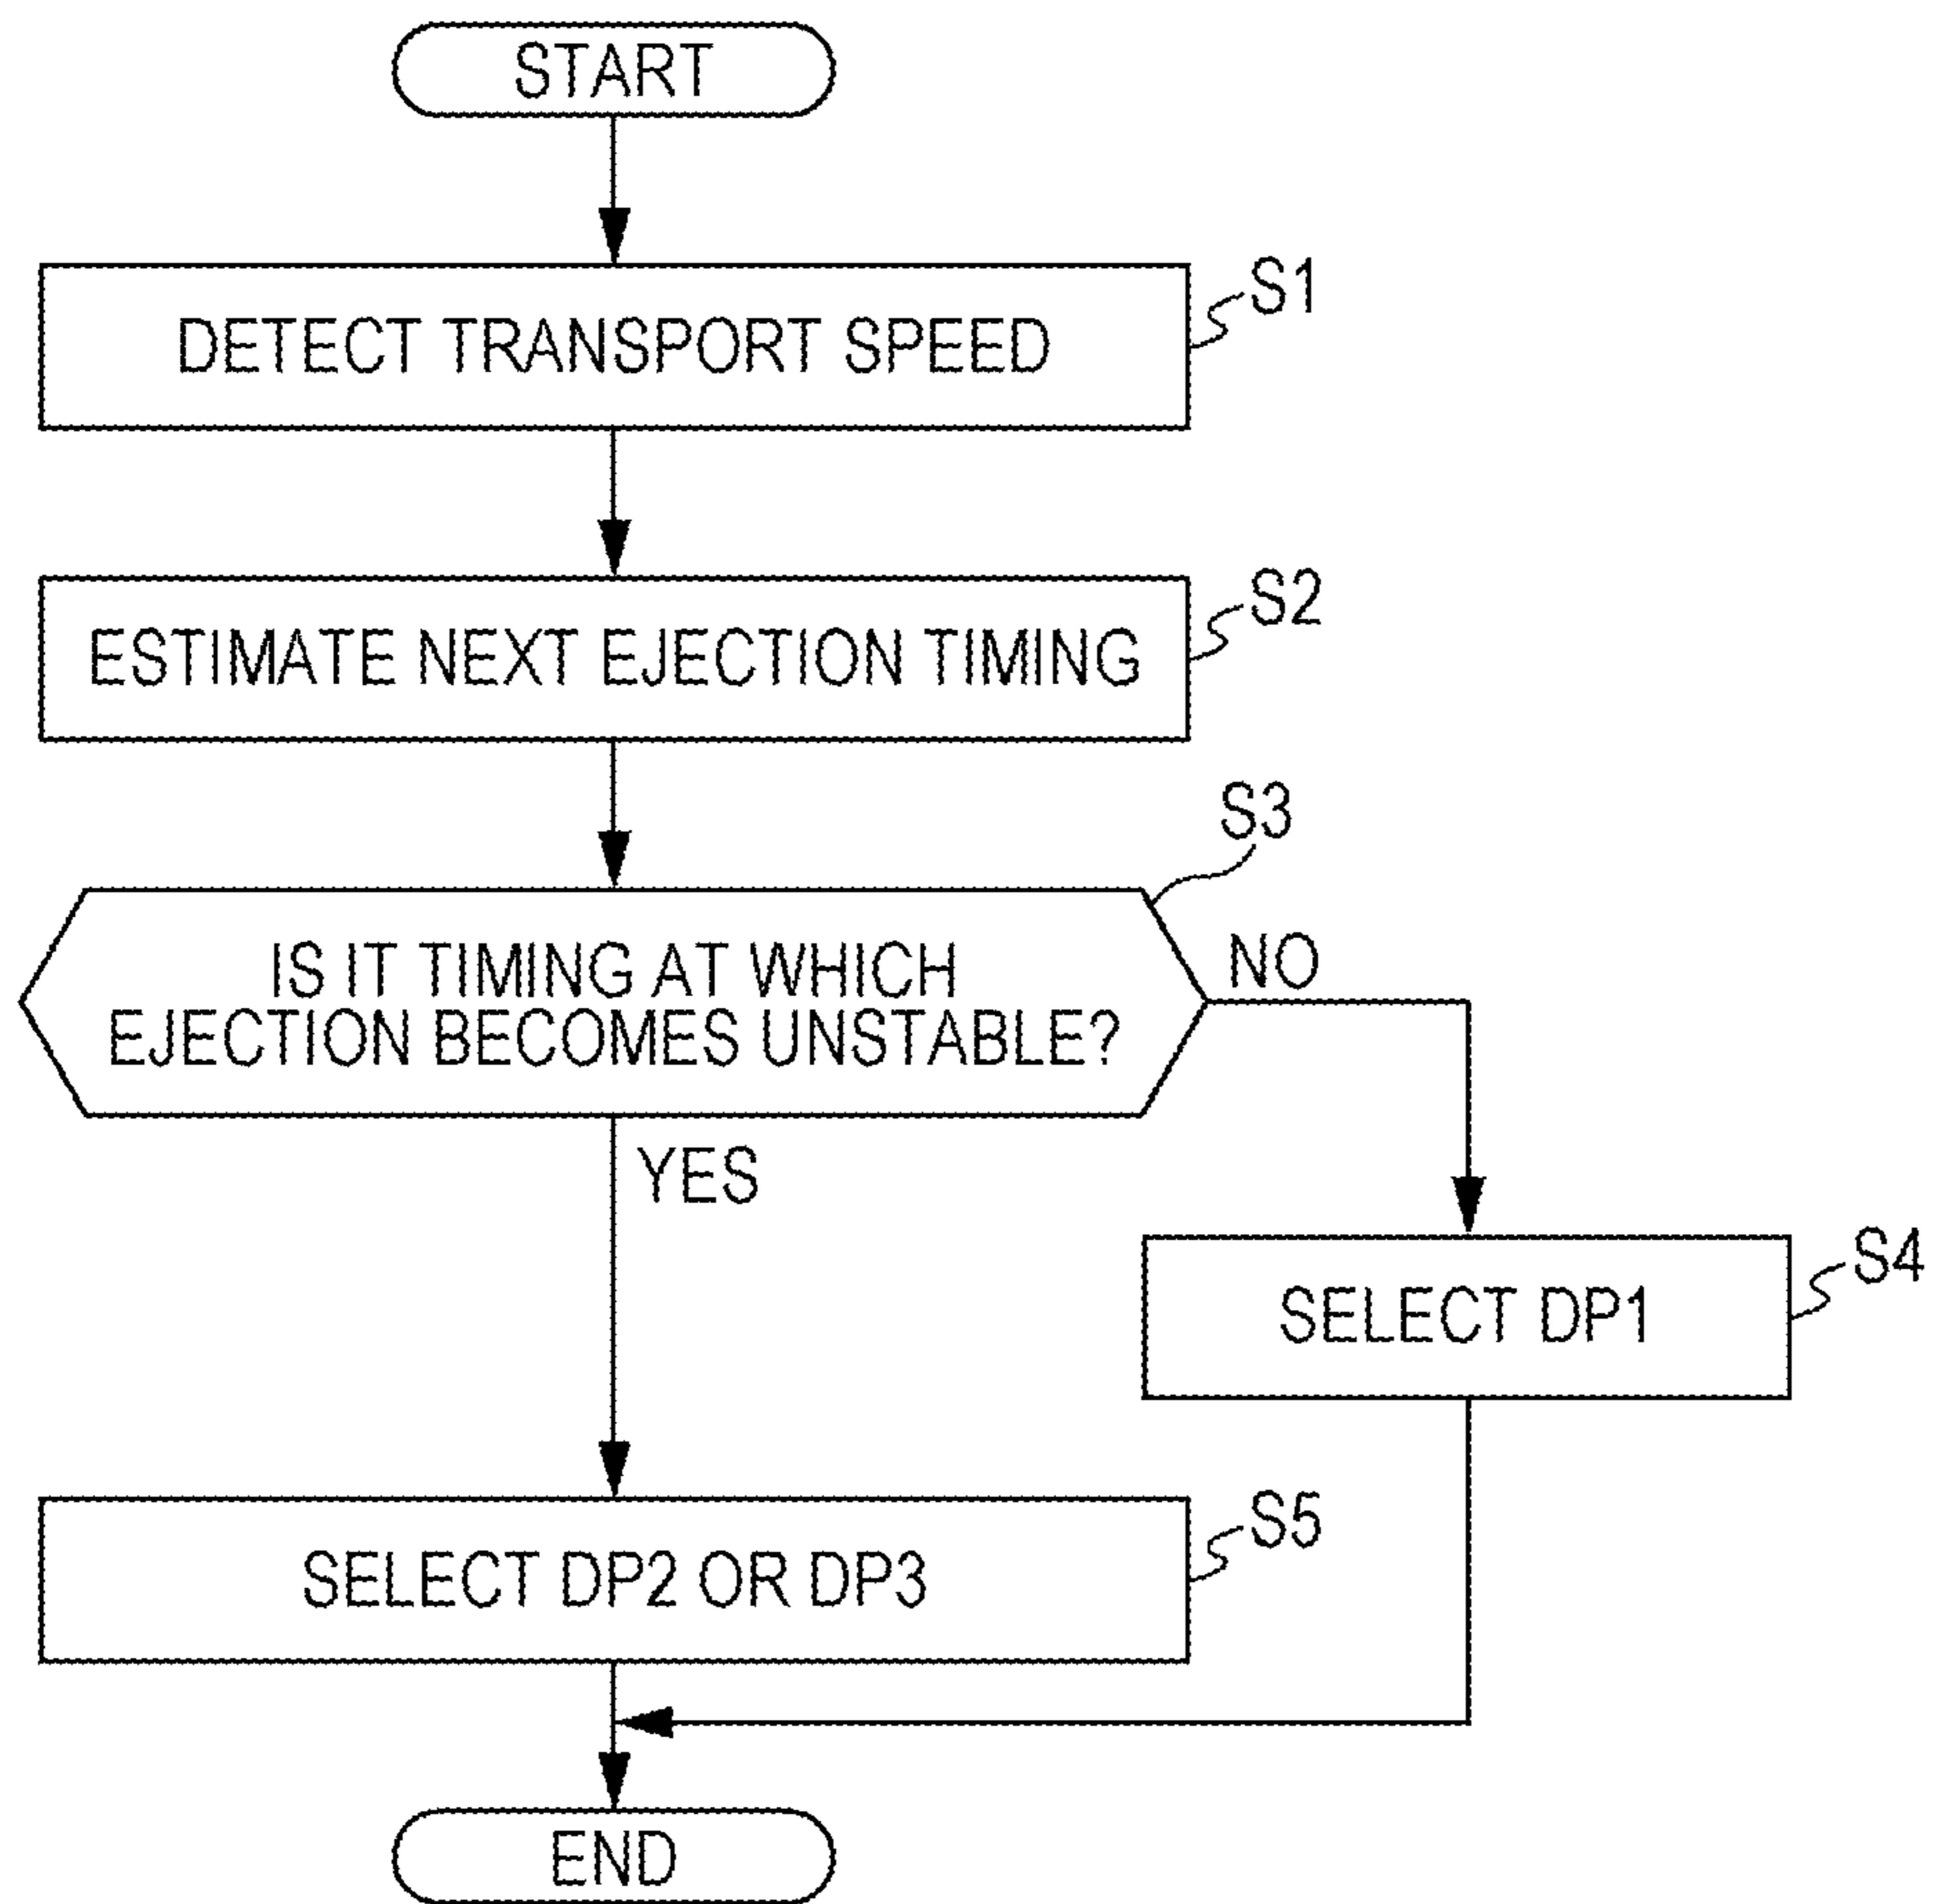 START
DETECT TRANSPORT SPEED
S1
ESTIMATE NEXT EJECTION TIMING
S2
S3
IS IT TIMING AT WHICH
EJECTION BECOMES UNSTABLE?
NO
YES
SELECT DP1
S4
SELECT DP2 OR DP3
S5
END